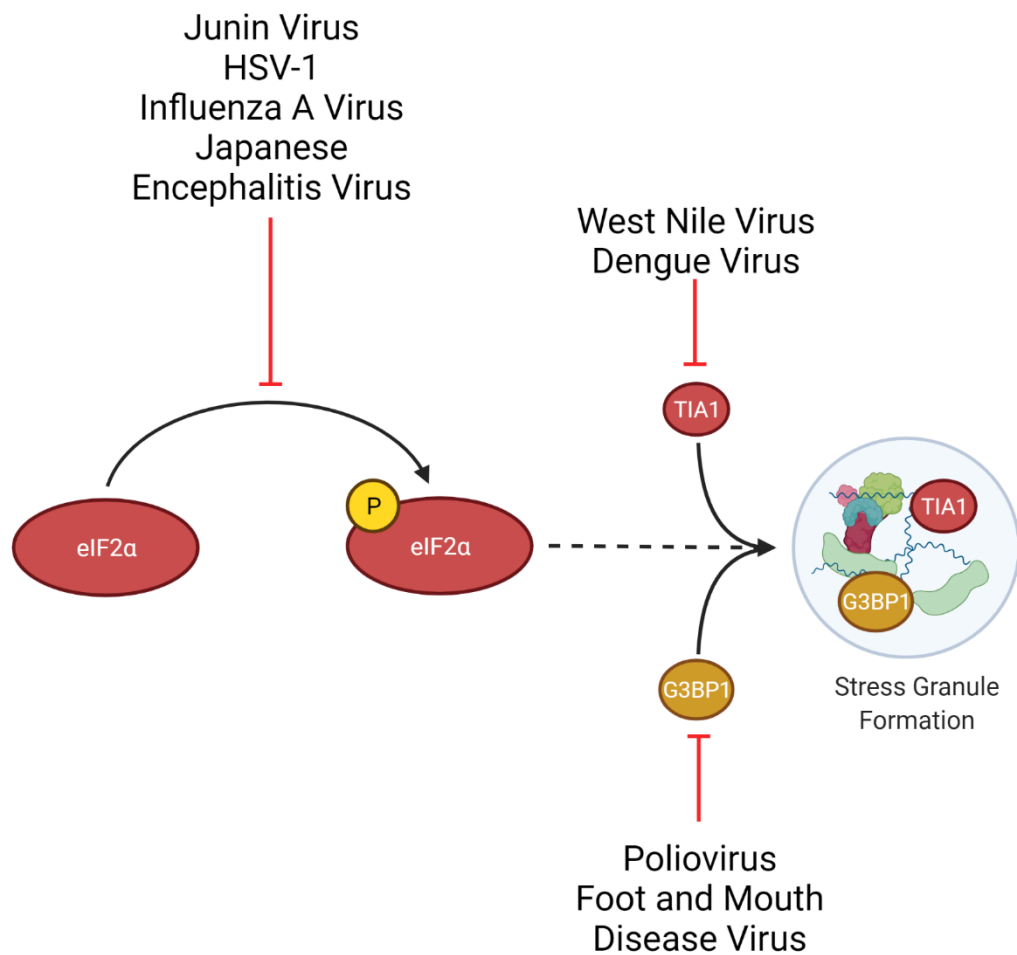 Junin Virus
HSV-1
Influenza A Virus
Japanese
Encephalitis Virus
West Nile Virus
Dengue Virus
TIA1
eIF2α
P
eIF2α
TIA1
G3BP1
G3BP1
Stress Granule
Formation
Poliovirus
Foot and Mouth
Disease Virus